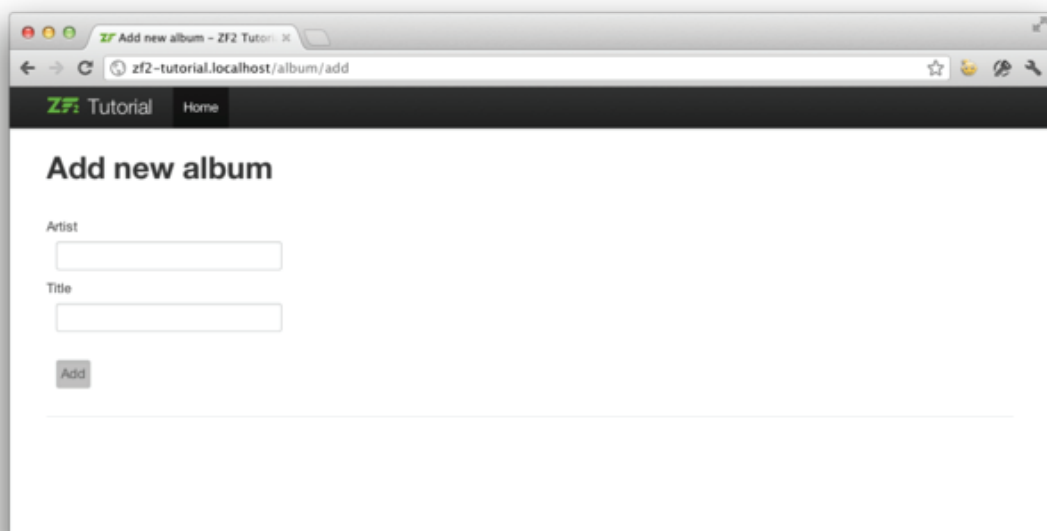 ZF Add new album – ZF2 Tutori
zf2-tutorial.localhost/album/add
ZF2 Tutorial Home
Add new album
Artist
Title
Add